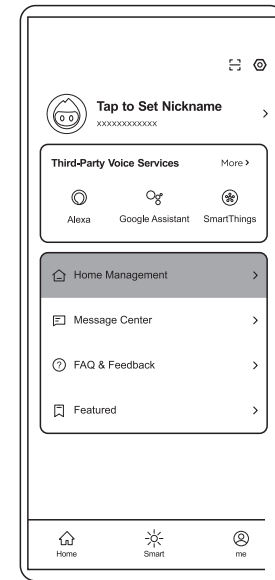 Tap to Set Nickname
xxxxxxxxxxxx
Third-Party Voice Services More
Alexa Google Assistant SmartThings
Home Management
Message Center
FAQ & Feedback
Featured
Home Smart me